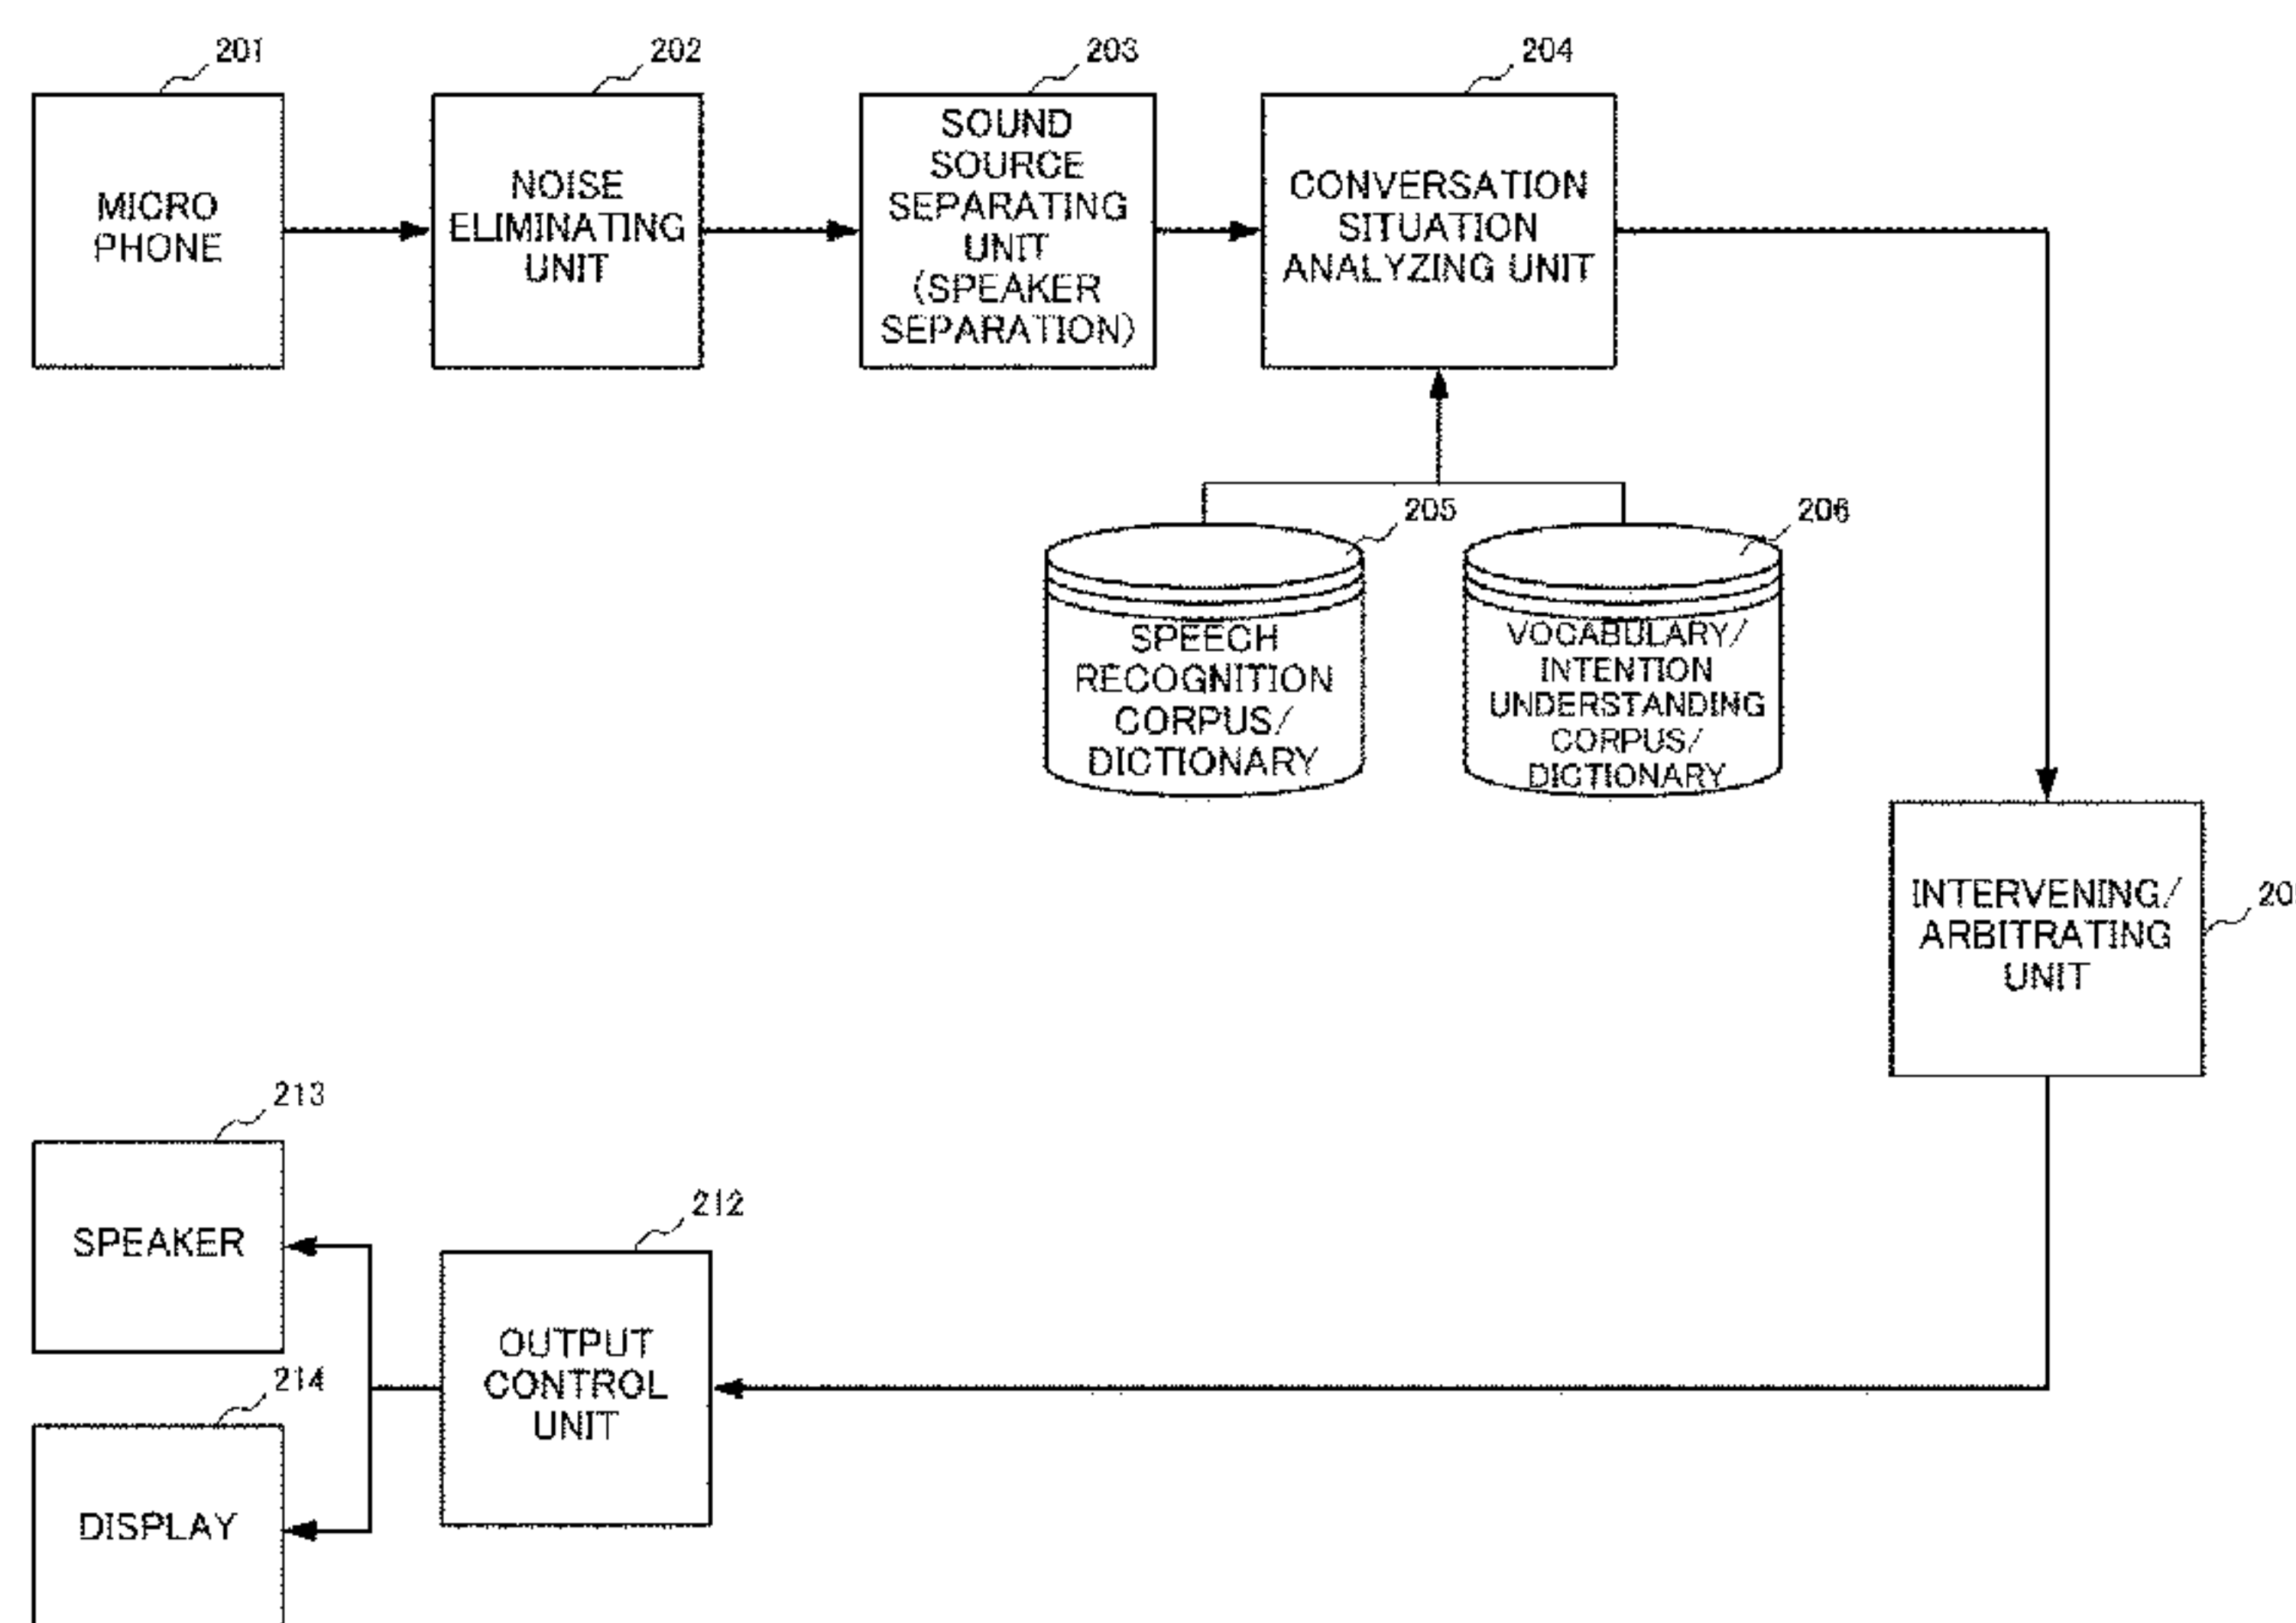 201
202
203
204
MICRO
PHONE
NOISE
ELIMINATING
UNIT
SOUND
SOURCE
SEPARATING
UNIT
(SPEAKER
SEPARATION)
CONVERSATION
SITUATION
ANALYZING UNIT
205
206
SPEECH
RECOGNITION
CORPUS/
DICTIONARY
VOCABULARY/
INTENTION
UNDERSTANDING
CORPUS/
DICTIONARY
INTERVENING/
ARBITRATING
UNIT
20
213
SPEAKER
212
OUTPUT
CONTROL
UNIT
214
DISPLAY